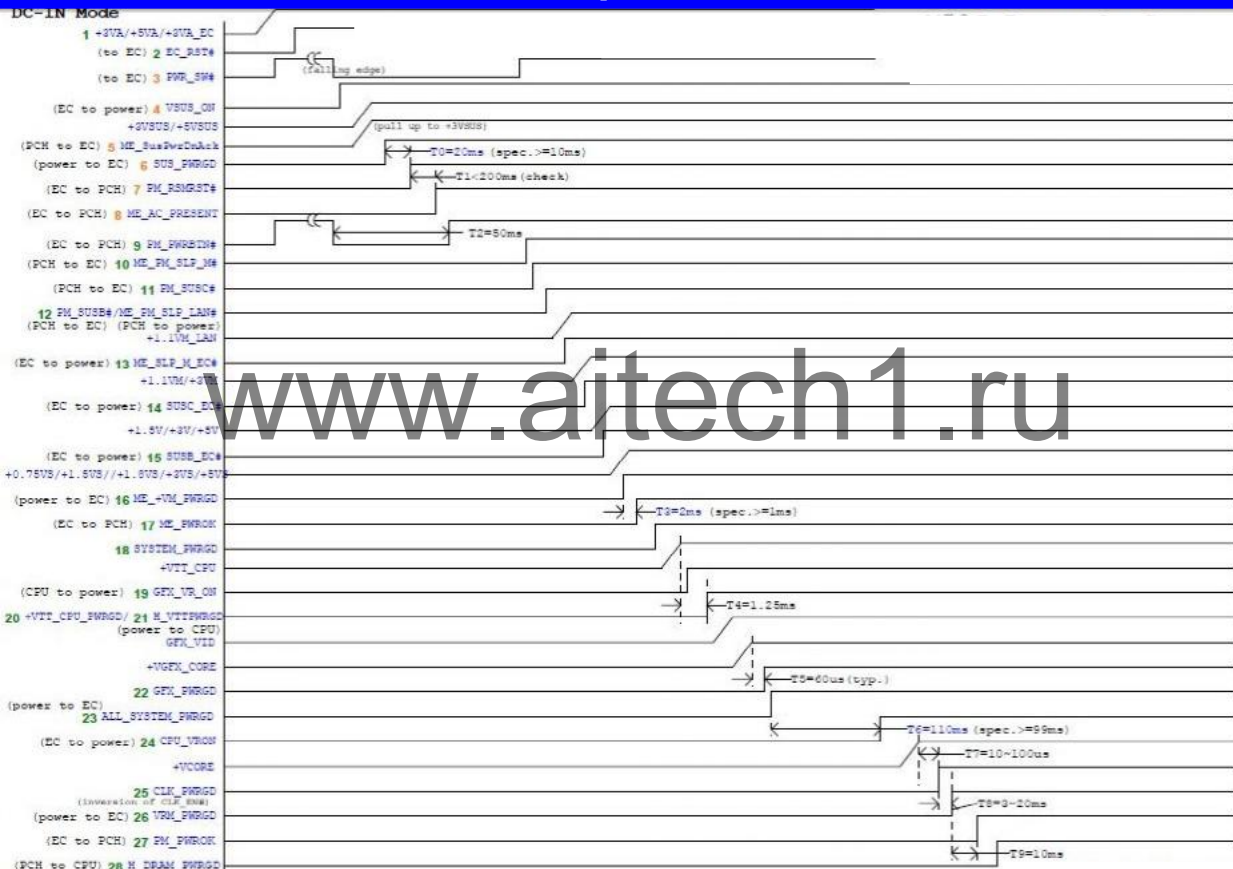 DC-IN Mode
1 +3VA/+5VA/+3VA_EC
(to EC) 2 EC_RST#
(falling edge)
(to EC) 3 PWR_SW#
(EC to power) 4 VSUS_ON
+3VSUS/+5VSUS
(pull up to +3VSUS)
(PCH to EC) 5 ME_SusPwrDnAck
T0=20ms (spec.>=10ms)
(power to EC) 6 SUS_PWRGD
T1<200ms(check)
(EC to PCH) 7 PM_RSMRST#
(EC to PCH) 8 ME_AC_PRESENT
T2=50ms
(EC to PCH) 9 PM_PWRBTN#
(PCH to EC) 10 ME_PM_SLP_M#
(PCH to EC) 11 PM_SUSC#
12 PM_SUSB#/ME_PM_SLP_LAN#
(PCH to EC) (PCH to power)
+1.1VM_LAN
(EC to power) 13 ME_SLP_M_EC#
+1.1VM/+3VM
www.aitech1.ru
(EC to power) 14 SUSC_EC#
+1.5V/+3V/+5V
(EC to power) 15 SUSB_EC#
+0.75VS/+1.5VS//+1.8VS/+3VS/+5VS
(power to EC) 16 ME_+VM_PWRGD
T3=2ms (spec.>=1ms)
(EC to PCH) 17 ME_PWROK
18 SYSTEM_PWRGD
+VTT_CPU
(CPU to power) 19 GFX_VR_ON
T4=1.25ms
20 +VTT_CPU_PWRGD/ 21 H_VTTPWRGD
(power to CPU)
GFX_VID
+VGFX_CORE
T5=60us(typ.)
22 GFX_PWRGD
(power to EC)
23 ALL_SYSTEM_PWRGD
T6=110ms (spec.>=99ms)
(EC to power) 24 CPU_VRON
T7=10~100us
+VCORE
25 CLK_PWRGD
(inversion of CLK_EN#)
T8=3~20ms
(power to EC) 26 VRM_PWRGD
(EC to PCH) 27 PM_PWROK
T9=10ms
(PCH to CPU) 28 H_DRAM_PWRGD